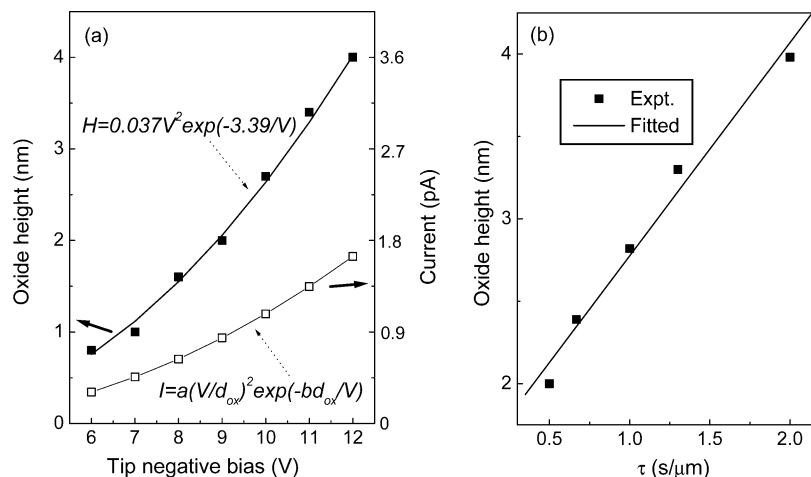 (a)
4
3
2
1
0
Oxide height (nm)
H=0.037V²exp(-3.39/V)
I=a(V/d_ox)²exp(-bd_ox/V)
3.6
2.7
1.8
0.9
0
Current (pA)
6 7 8 9 10 11 12
Tip negative bias (V)
(b)
Expt.
Fitted
4
3
2
Oxide height (nm)
0.5 1.0 1.5 2.0
τ (s/μm)